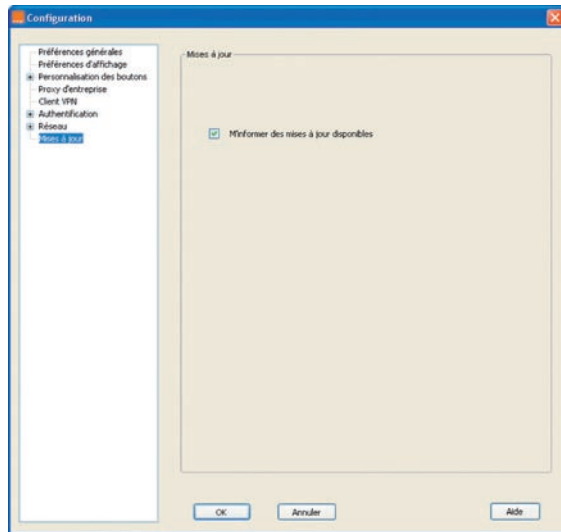 Configuration
Préférences générales
Préférences d'affichage
Personnalisation des boutons
Proxy d'entreprise
Client VPN
Authentification
Réseau
Mises à jour
Mises à jour
M'informer des mises à jour disponibles
OK
Annuler
Aide